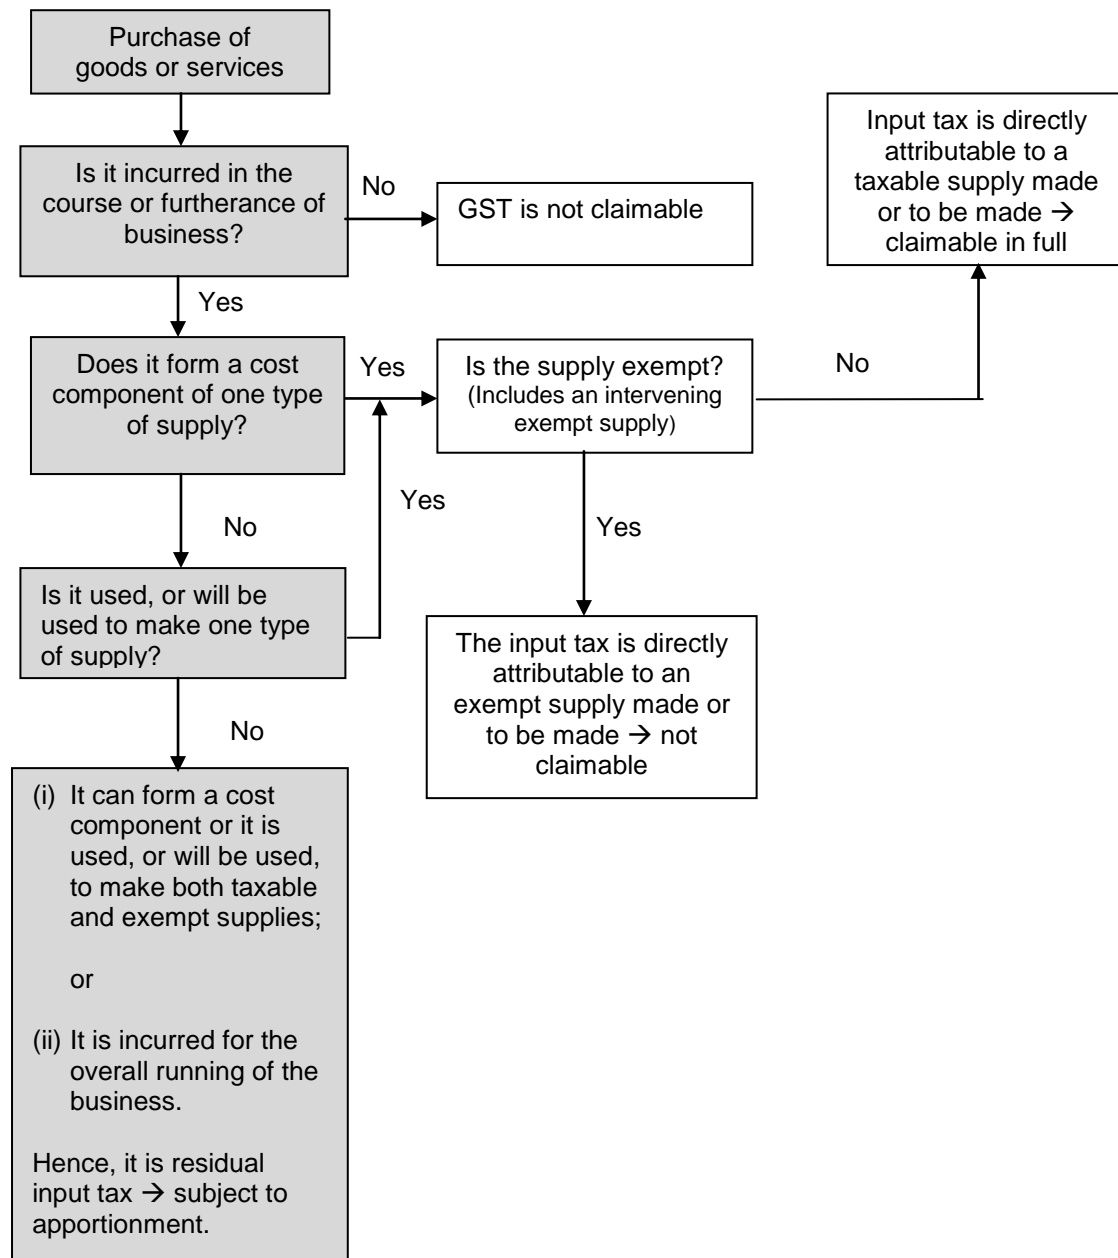 Purchase of
goods or services
Is it incurred in the
course or furtherance of
business?
No
GST is not claimable
Input tax is directly
attributable to a
taxable supply made
or to be made →
claimable in full
Yes
Does it form a cost
component of one type
of supply?
Yes
Is the supply exempt?
(Includes an intervening
exempt supply)
No
Yes
No
Yes
Is it used, or will be
used to make one type
of supply?
The input tax is directly
attributable to an
exempt supply made or
to be made → not
claimable
No
(i) It can form a cost
component or it is
used, or will be used,
to make both taxable
and exempt supplies;
or
(ii) It is incurred for the
overall running of the
business.
Hence, it is residual
input tax → subject to
apportionment.